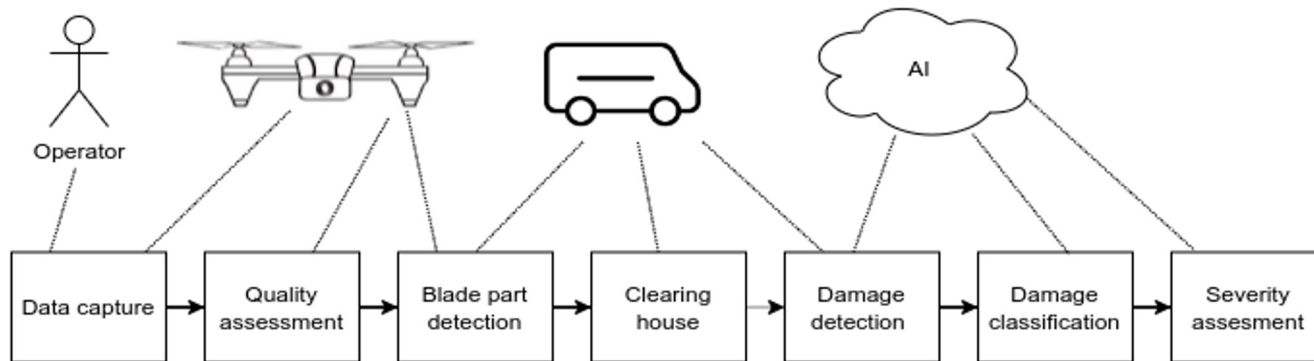 AI
Operator
Data capture
Quality
assessment
Blade part
detection
Clearing
house
Damage
detection
Damage
classification
Severity
assesment